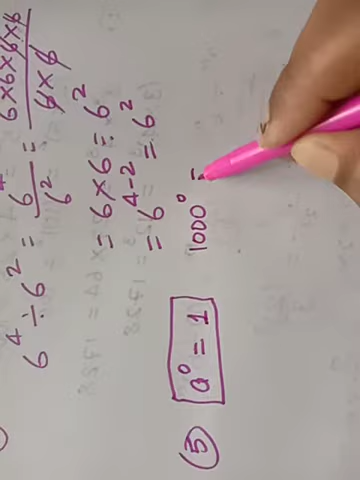 6⁴ ÷ 6² = 6⁴/6² = 6×6×6×6/6×6
= 6×6 = 6²
= 6⁴⁻² = 6²
1000⁰ =
⑤ a⁰ = 1